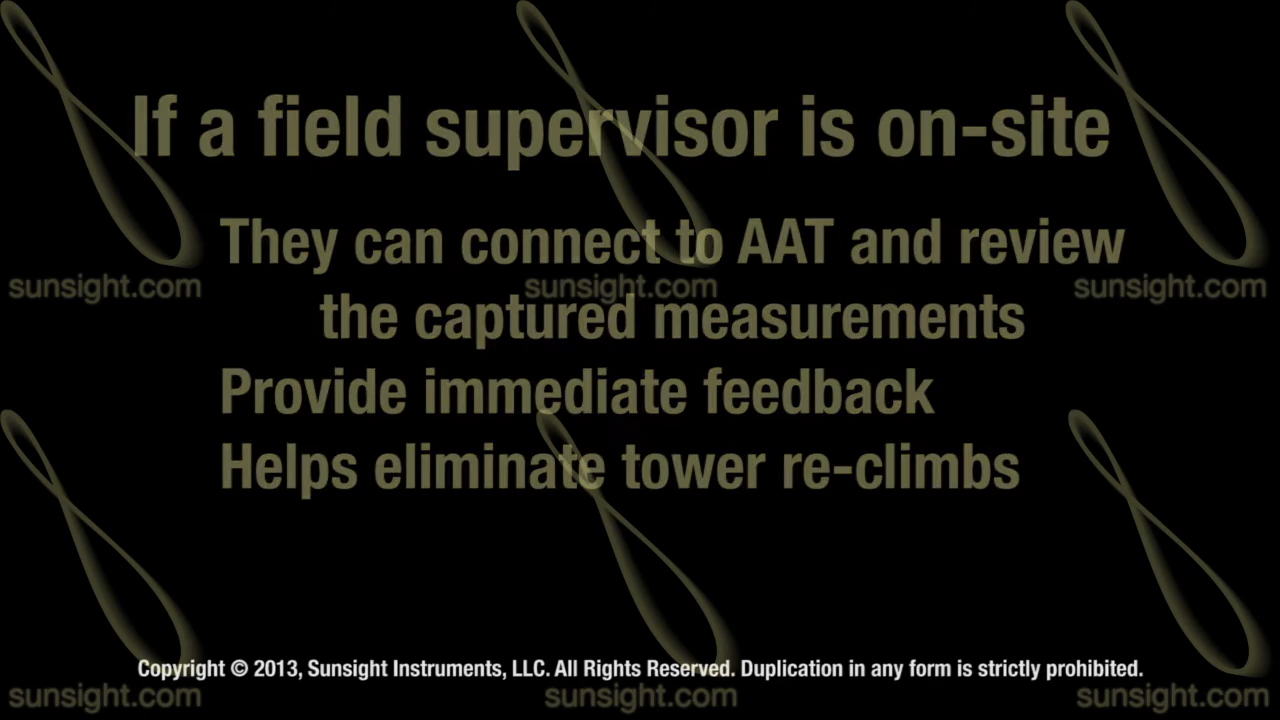 If a field supervisor is on-site
They can connect to AAT and review
sunsight.com sunsight.com sunsight.com
the captured measurements
Provide immediate feedback
Helps eliminate tower re-climbs
Copyright © 2013, Sunsight Instruments, LLC. All Rights Reserved. Duplication in any form is strictly prohibited.
sunsight.com sunsight.com sunsight.com